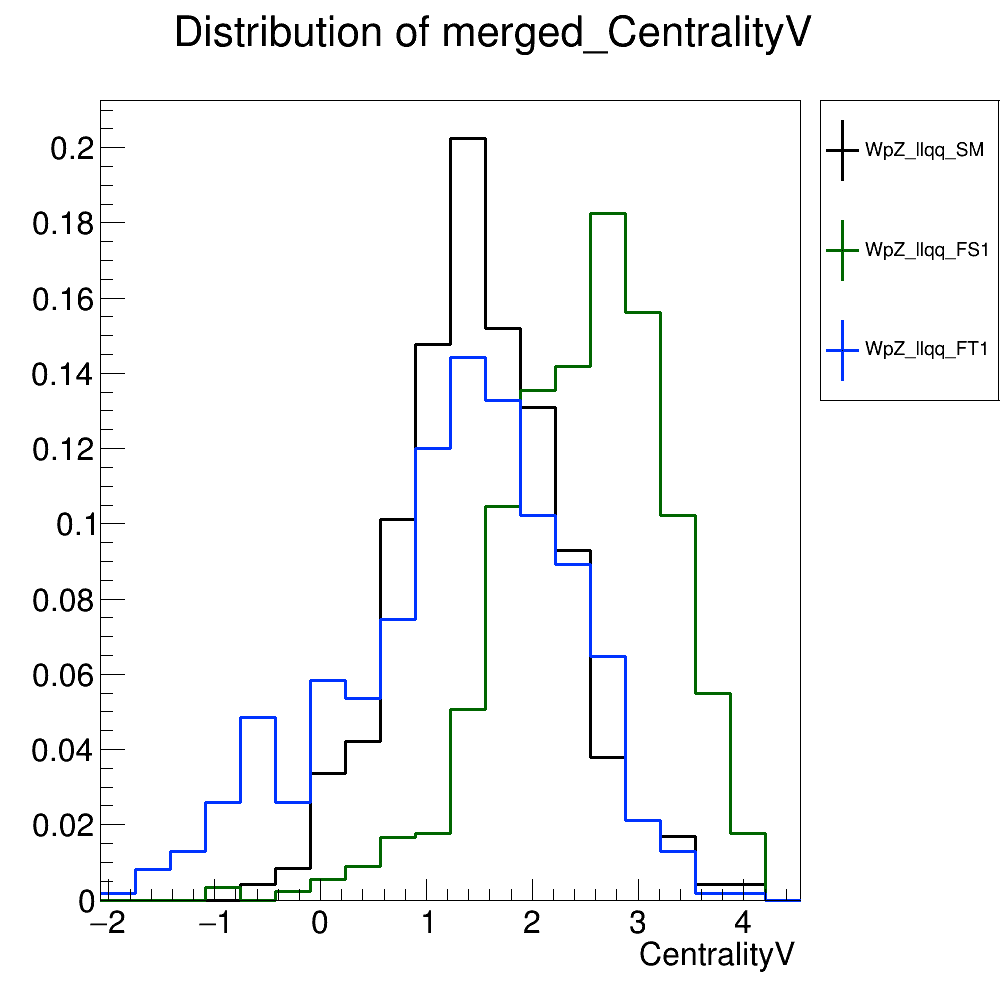 Distribution of merged_CentralityV
WpZ_llqq_SM
WpZ_llqq_FS1
WpZ_llqq_FT1
0.2
0.18
0.16
0.14
0.12
0.1
0.08
0.06
0.04
0.02
0
−2 −1 0 1 2 3 4
CentralityV